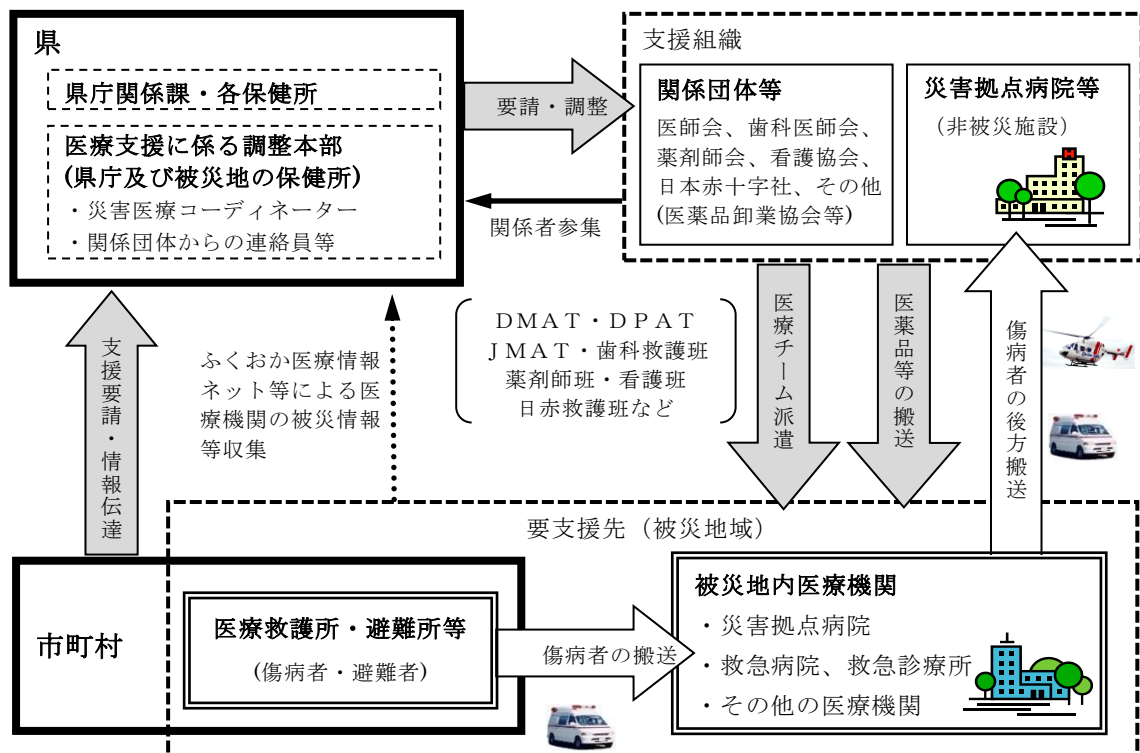 県
県庁関係課・各保健所
医療支援に係る調整本部
(県庁及び被災地の保健所)
・災害医療コーディネーター
・関係団体からの連絡員等
要請・調整
関係者参集
支援組織
関係団体等
医師会、歯科医師会、
薬剤師会、看護協会、
日本赤十字社、その他
(医薬品卸業協会等)
災害拠点病院等
（非被災施設）
H
支援要請・情報伝達
ふくおか医療情報
ネット等による医
療機関の被災情報
等収集
ＤＭＡＴ・ＤＰＡＴ
ＪＭＡＴ・歯科救護班
薬剤師班・看護班
日赤救護班など
医療チーム派遣
医薬品等の搬送
傷病者の後方搬送
要支援先（被災地域）
市町村
医療救護所・避難所等
(傷病者・避難者)
傷病者の搬送
被災地内医療機関
・災害拠点病院
・救急病院、救急診療所
・その他の医療機関